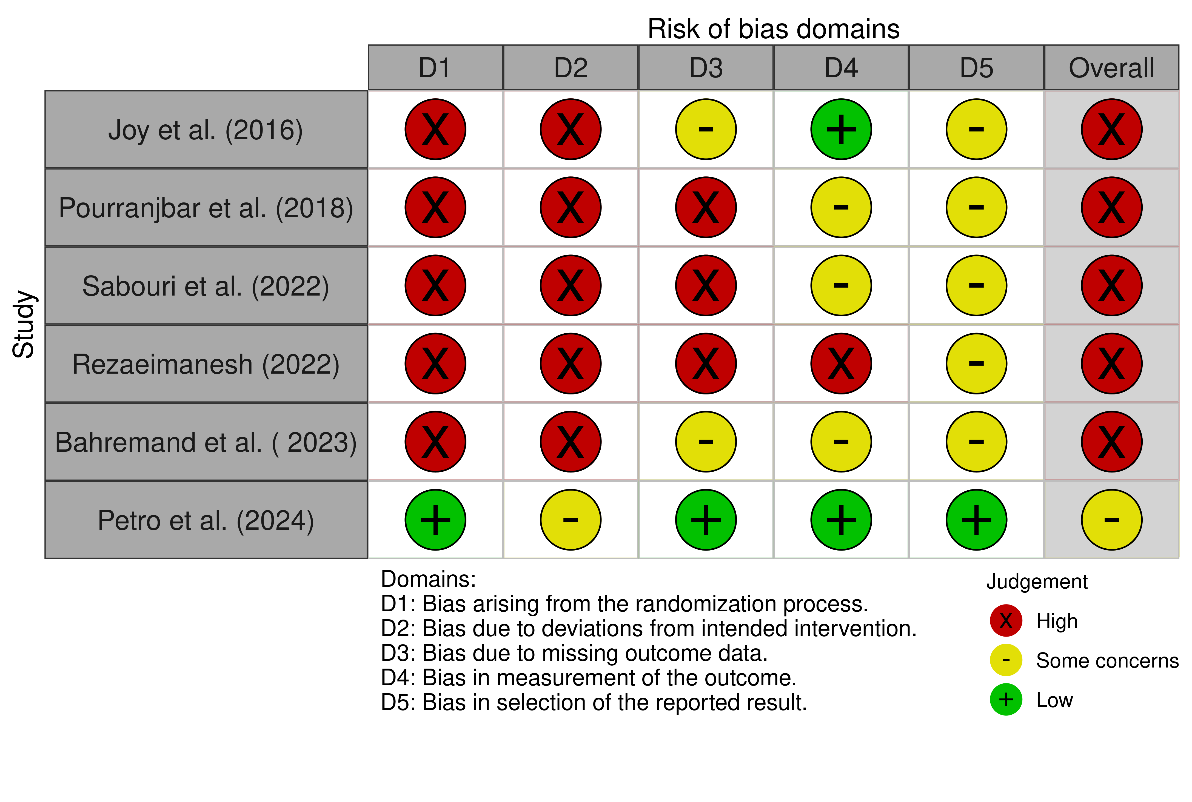 Risk of bias domains
D1 D2 D3 D4 D5 Overall
Study
Joy et al. (2016) X X - + - X
Pourranjbar et al. (2018) X X X - - X
Sabouri et al. (2022) X X X - - X
Rezaeimanesh (2022) X X X X - X
Bahremand et al. ( 2023) X X - - - X
Petro et al. (2024) + - + + + -
Domains:
D1: Bias arising from the randomization process.
D2: Bias due to deviations from intended intervention.
D3: Bias due to missing outcome data.
D4: Bias in measurement of the outcome.
D5: Bias in selection of the reported result.
Judgement
X High
- Some concerns
+ Low